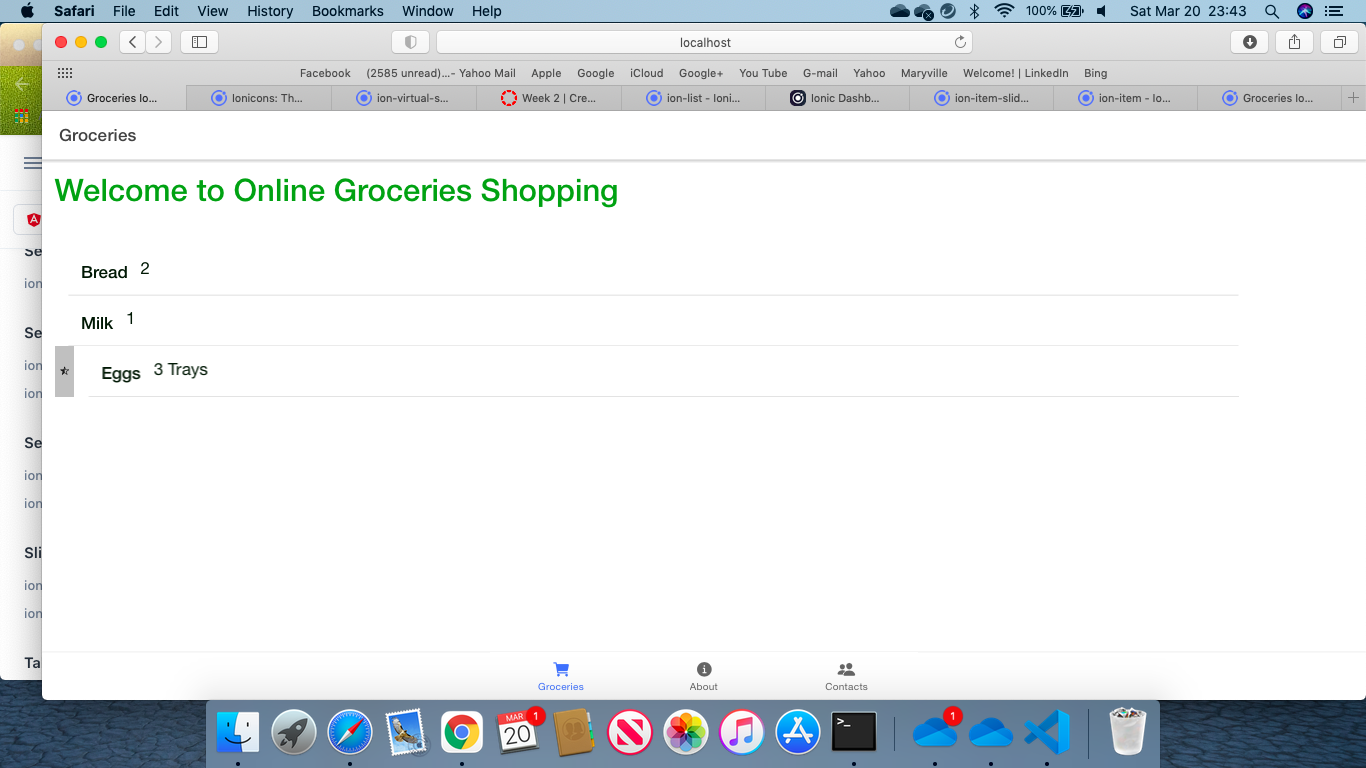 Safari File Edit View History Bookmarks Window Help 100% Sat Mar 20 23:43
localhost
Facebook (2585 unread)...- Yahoo Mail Apple Google iCloud Google+ You Tube G-mail Yahoo Maryville Welcome! | LinkedIn Bing
Groceries Io... Ionicons: Th... ion-virtual-s... Week 2 | Cre... ion-list - Ioni... Ionic Dashb... ion-item-slid... ion-item - Io... Groceries Io...
Groceries
Welcome to Online Groceries Shopping
Se
ion
Bread 2
Milk 1
Se
ion
Eggs 3 Trays
ion
Se
ion
ion
Sli
ion
ion
Ta
Groceries About Contacts
MAR
20
1
1